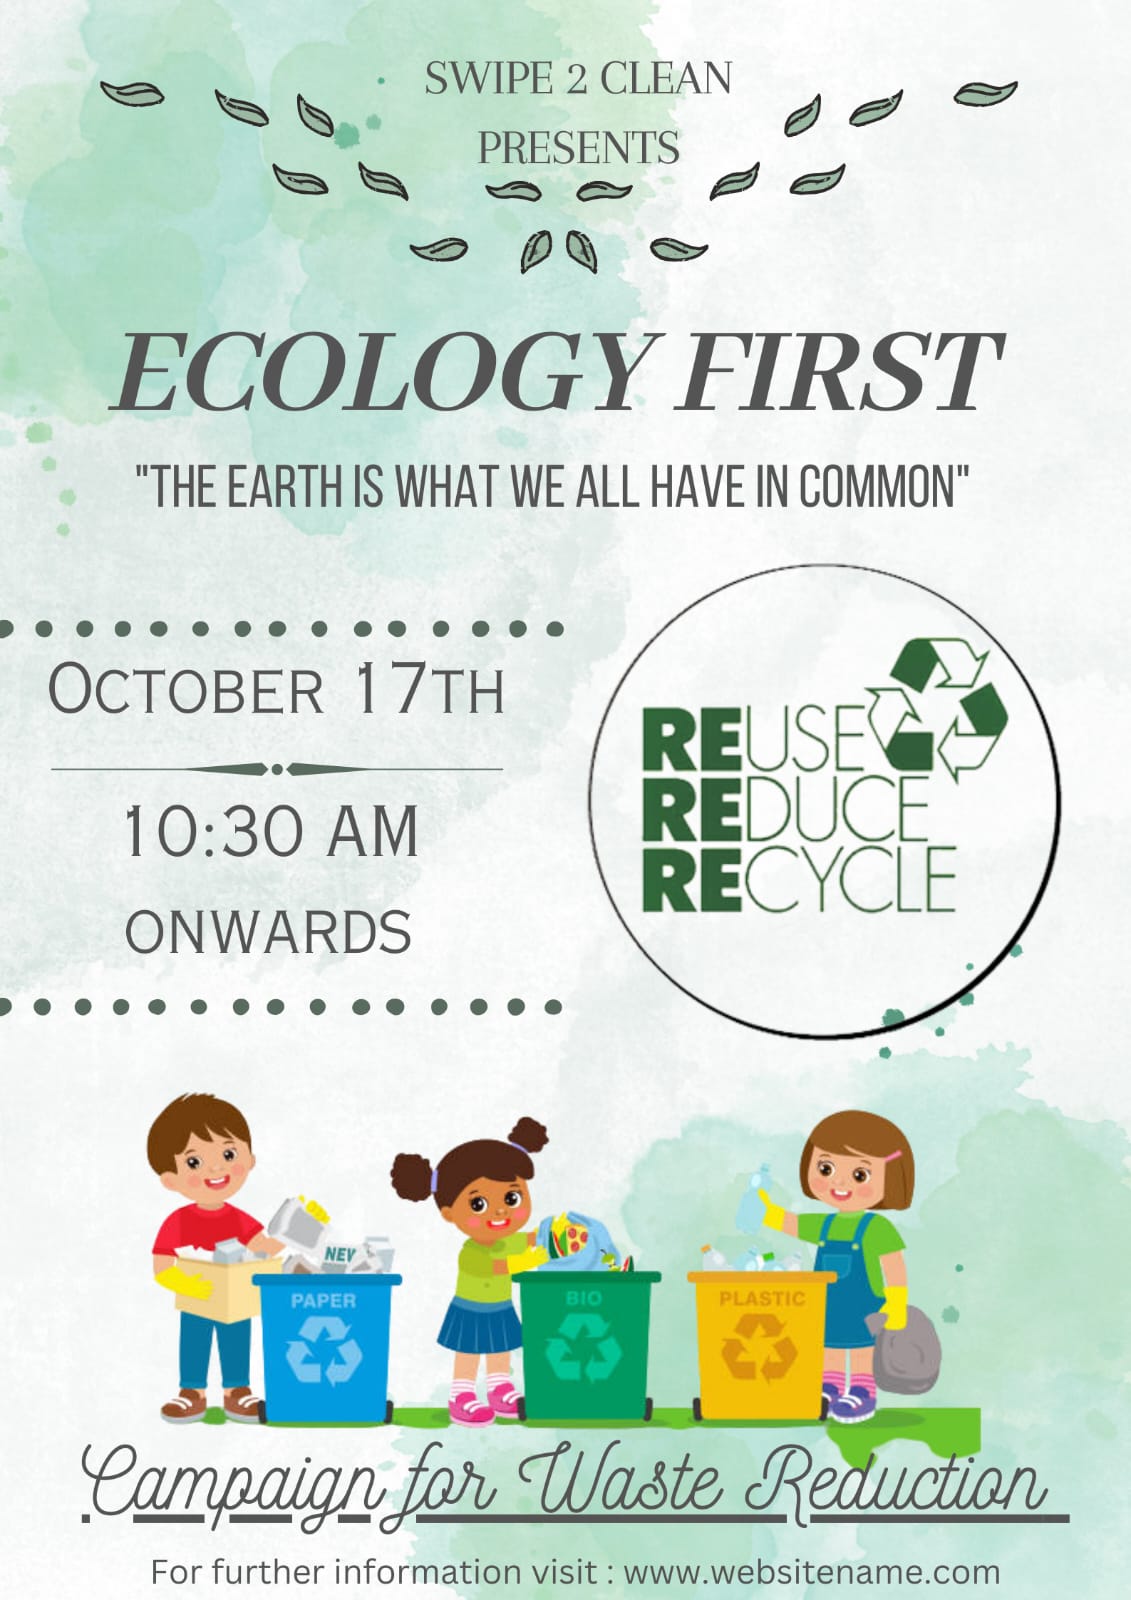 SWIPE 2 CLEAN
PRESENTS
ECOLOGY FIRST
"THE EARTH IS WHAT WE ALL HAVE IN COMMON"
October 17th
10:30 AM
ONWARDS
REUSE
REDUCE
RECYCLE
NEW
PAPER
BIO
PLASTIC
Campaign for Waste Reduction
For further information visit : www.websitename.com